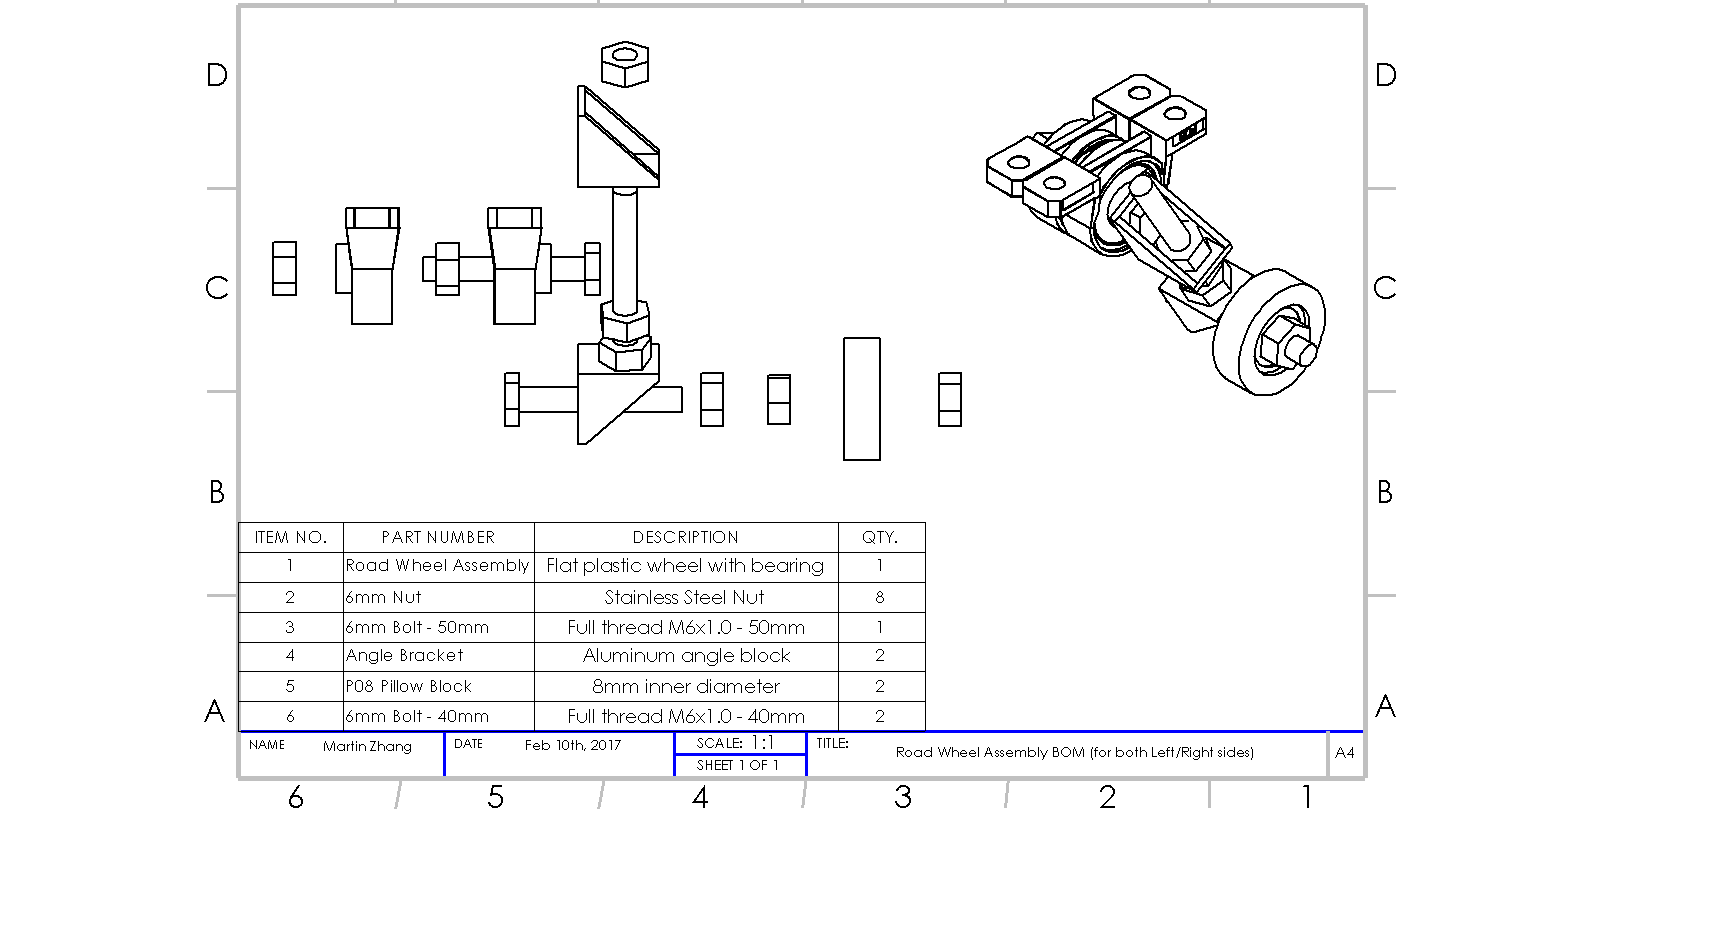 D D
C C
B B
ITEM NO. PART NUMBER DESCRIPTION QTY.
1 Road Wheel Assembly Flat plastic wheel with bearing 1
2 6mm Nut Stainless Steel Nut 8
3 6mm Bolt - 50mm Full thread M6x1.0 - 50mm 1
4 Angle Bracket Aluminum angle block 2
5 P08 Pillow Block 8mm inner diameter 2
6 6mm Bolt - 40mm Full thread M6x1.0 - 40mm 2
A A
NAME Martin Zhang DATE Feb 10th, 2017 SCALE: 1:1 TITLE:
Road Wheel Assembly BOM (for both Left/Right sides) A4
SHEET 1 OF 1
6 5 4 3 2 1